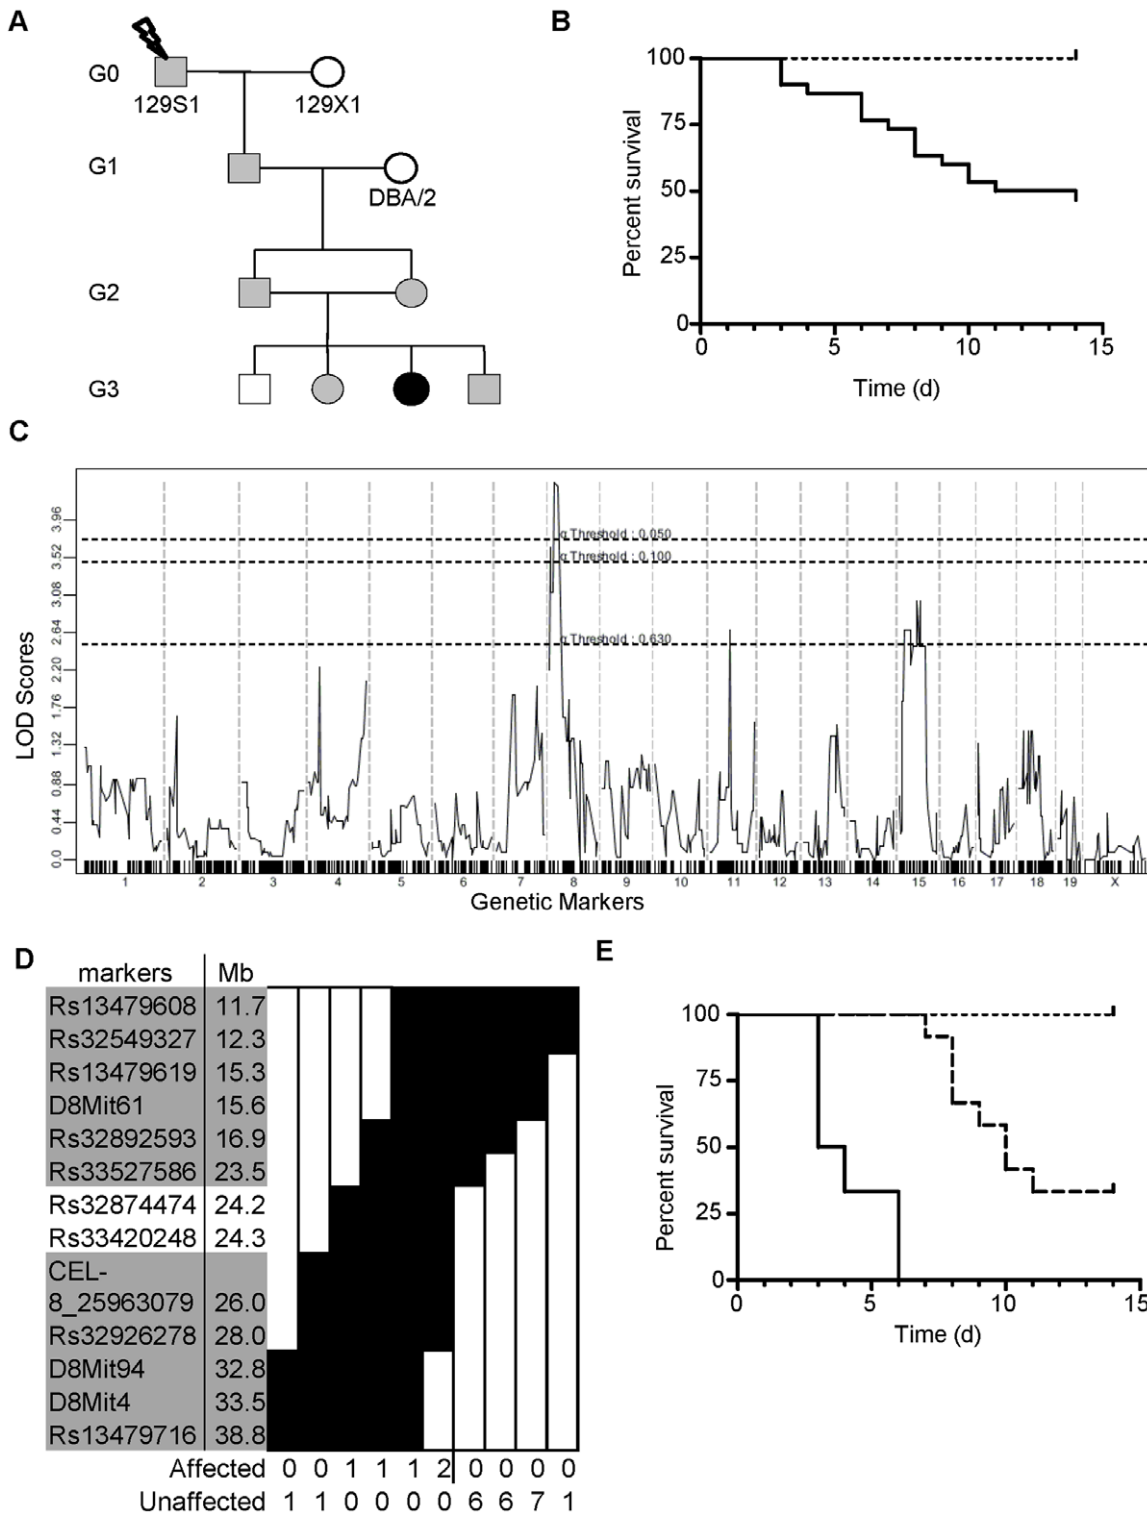 A
G0
129S1
129X1
G1
DBA/2
G2
G3
B
100
75
50
25
0
Percent survival
0 5 10 15
Time (d)
C
LOD Scores
3.96
3.52
3.08
2.64
2.20
1.76
1.32
0.88
0.44
0.0
α Threshold : 0.050
α Threshold : 0.100
α Threshold : 0.630
1 2 3 4 5 6 7 8 9 10 11 12 13 14 15 16 17 18 19 X
Genetic Markers
D
markers Mb
Rs13479608 11.7
Rs32549327 12.3
Rs13479619 15.3
D8Mit61 15.6
Rs32892593 16.9
Rs33527586 23.5
Rs32874474 24.2
Rs33420248 24.3
CEL-
8_25963079 26.0
Rs32926278 28.0
D8Mit94 32.8
D8Mit4 33.5
Rs13479716 38.8
Affected 0 0 1 1 1 2 0 0 0 0
Unaffected 1 1 0 0 0 0 6 6 7 1
E
100
75
50
25
0
Percent survival
0 5 10 15
Time (d)